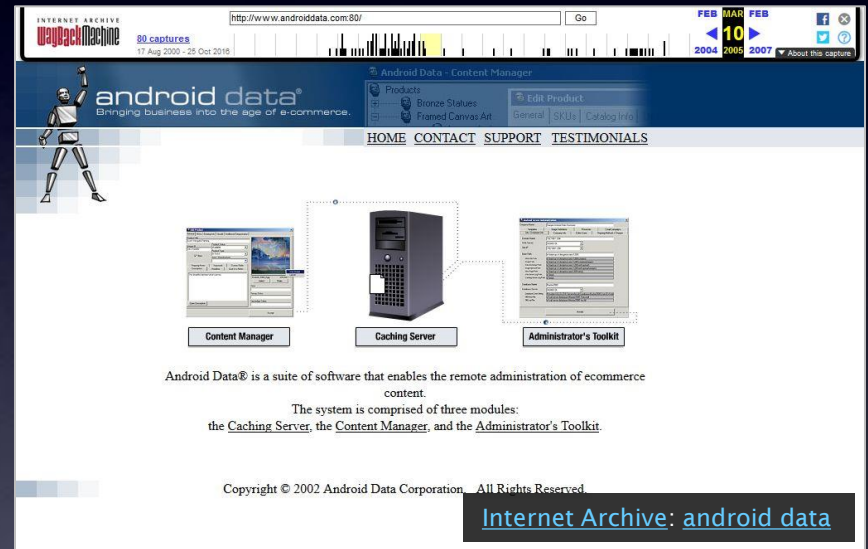 INTERNET ARCHIVE
WayBackMachine
http://www.androiddata.com:80/
Go
80 captures
17 Aug 2000 - 25 Oct 2016
FEB MAR FEB
10
2004 2005 2007
About this capture
android data®
Bringing business into the age of e-commerce.
Android Data - Content Manager
Products
Bronze Statues
Framed Canvas Art
Edit Product
General SKUs Catalog Info
HOME CONTACT SUPPORT TESTIMONIALS
Content Manager
Caching Server
Administrator's Toolkit
Android Data® is a suite of software that enables the remote administration of ecommerce
content.
The system is comprised of three modules:
the Caching Server, the Content Manager, and the Administrator's Toolkit.
Copyright © 2002 Android Data Corporation. All Rights Reserved.
Internet Archive: android data